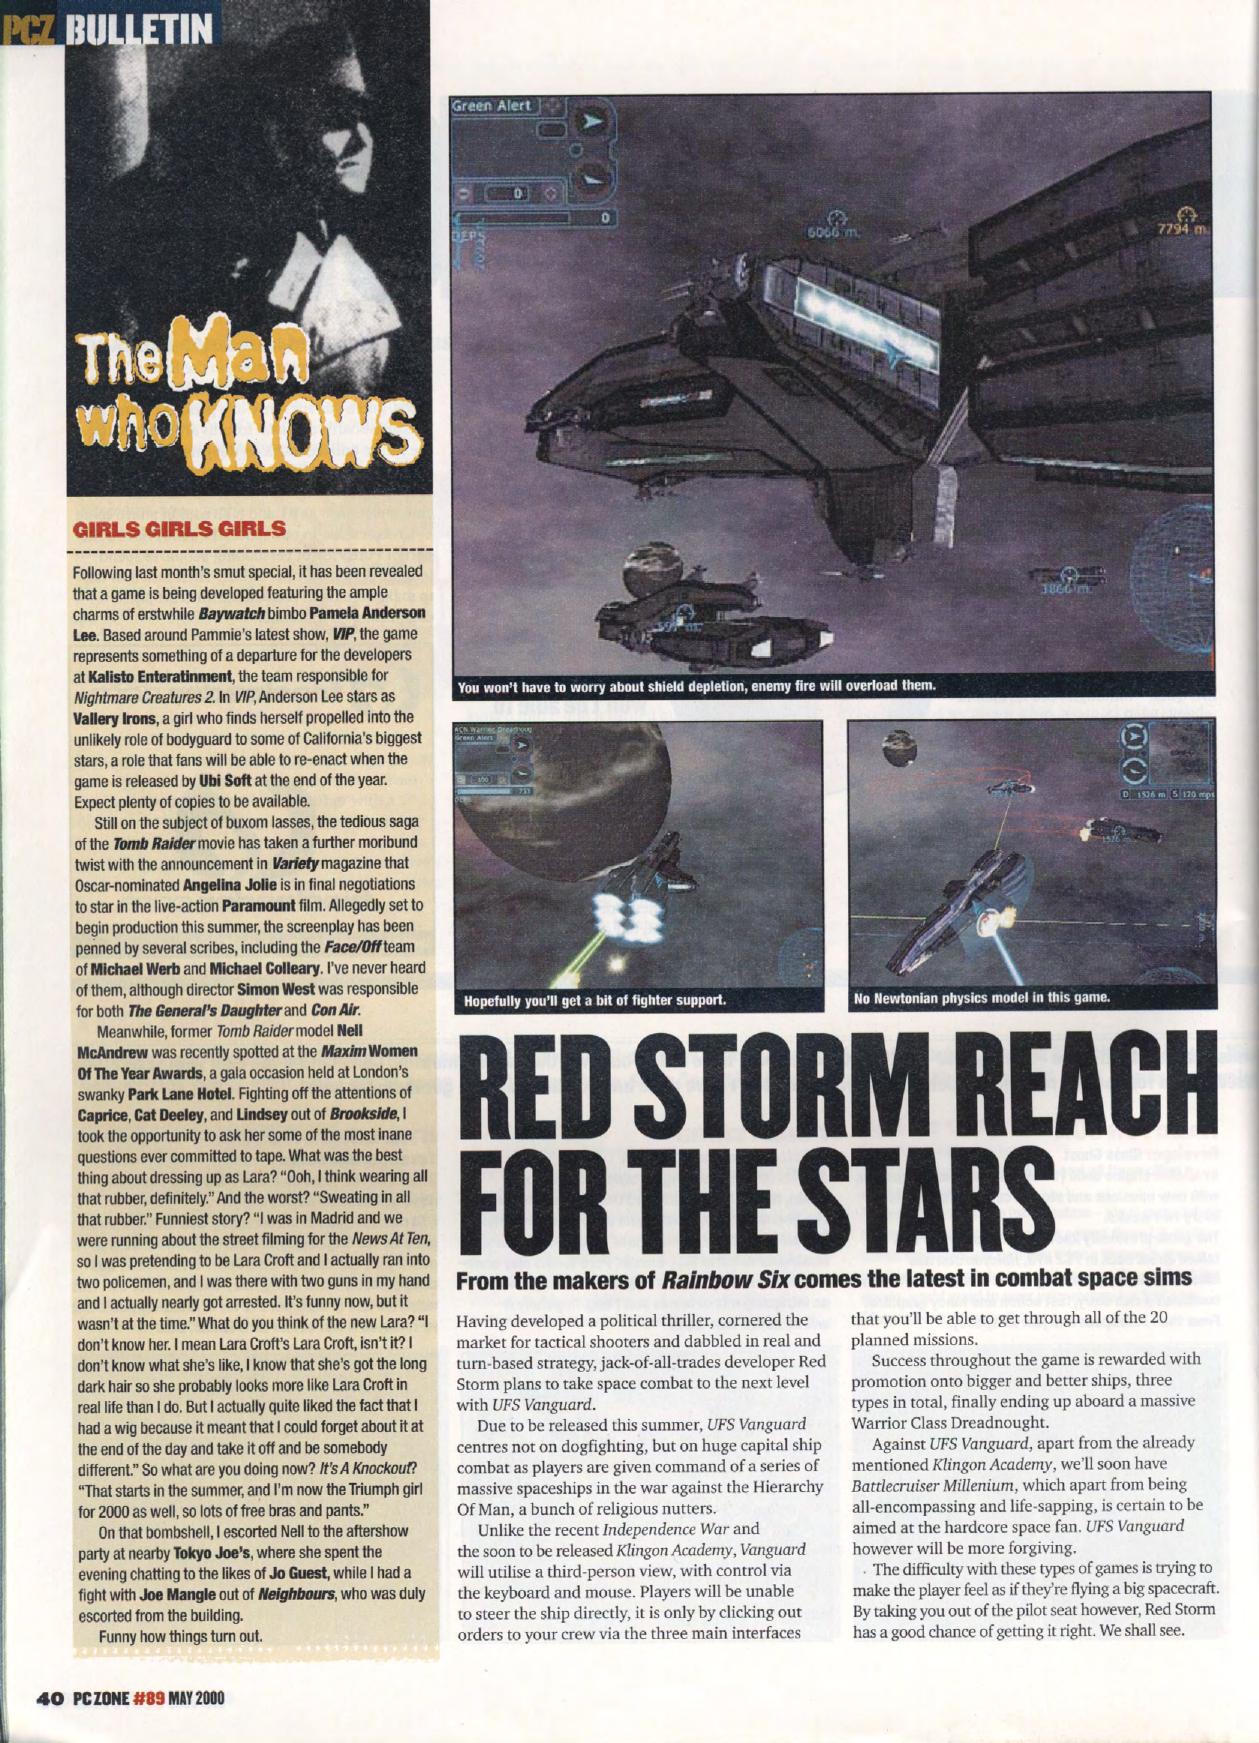 PCZ BULLETIN
The Man
who KNOWS
GIRLS GIRLS GIRLS
Following last month's smut special, it has been revealed
that a game is being developed featuring the ample
charms of erstwhile Baywatch bimbo Pamela Anderson
Lee. Based around Pammie's latest show, VIP, the game
represents something of a departure for the developers
at Kalisto Enteratinment, the team responsible for
Nightmare Creatures 2. In VIP, Anderson Lee stars as
Vallery Irons, a girl who finds herself propelled into the
unlikely role of bodyguard to some of California's biggest
stars, a role that fans will be able to re-enact when the
game is released by Ubi Soft at the end of the year.
Expect plenty of copies to be available.
Still on the subject of buxom lasses, the tedious saga
of the Tomb Raider movie has taken a further moribund
twist with the announcement in Variety magazine that
Oscar-nominated Angelina Jolie is in final negotiations
to star in the live-action Paramount film. Allegedly set to
begin production this summer, the screenplay has been
penned by several scribes, including the Face/Off team
of Michael Werb and Michael Colleary. I've never heard
of them, although director Simon West was responsible
for both The General's Daughter and Con Air.
Meanwhile, former Tomb Raider model Nell
McAndrew was recently spotted at the Maxim Women
Of The Year Awards, a gala occasion held at London's
swanky Park Lane Hotel. Fighting off the attentions of
Caprice, Cat Deeley, and Lindsey out of Brookside, I
took the opportunity to ask her some of the most inane
questions ever committed to tape. What was the best
thing about dressing up as Lara? "Ooh, I think wearing all
that rubber, definitely." And the worst? "Sweating in all
that rubber." Funniest story? "I was in Madrid and we
were running about the street filming for the News At Ten,
so I was pretending to be Lara Croft and I actually ran into
two policemen, and I was there with two guns in my hand
and I actually nearly got arrested. It's funny now, but it
wasn't at the time." What do you think of the new Lara? "I
don't know her. I mean Lara Croft's Lara Croft, isn't it? I
don't know what she's like, I know that she's got the long
dark hair so she probably looks more like Lara Croft in
real life than I do. But I actually quite liked the fact that I
had a wig because it meant that I could forget about it at
the end of the day and take it off and be somebody
different." So what are you doing now? It's A Knockout?
"That starts in the summer, and I'm now the Triumph girl
for 2000 as well, so lots of free bras and pants."
On that bombshell, I escorted Nell to the aftershow
party at nearby Tokyo Joe's, where she spent the
evening chatting to the likes of Jo Guest, while I had a
fight with Joe Mangle out of Neighbours, who was duly
escorted from the building.
Funny how things turn out.
Green Alert
0
0
6066 m.
7794 m.
3866 m.
597 m.
You won't have to worry about shield depletion, enemy fire will overload them.
Green Alert
Hopefully you'll get a bit of fighter support.
D 1526 m S 120 mps
1526 m.
No Newtonian physics model in this game.
RED STORM REACH
FOR THE STARS
From the makers of Rainbow Six comes the latest in combat space sims
Having developed a political thriller, cornered the
market for tactical shooters and dabbled in real and
turn-based strategy, jack-of-all-trades developer Red
Storm plans to take space combat to the next level
with UFS Vanguard.
Due to be released this summer, UFS Vanguard
centres not on dogfighting, but on huge capital ship
combat as players are given command of a series of
massive spaceships in the war against the Hierarchy
Of Man, a bunch of religious nutters.
Unlike the recent Independence War and
the soon to be released Klingon Academy, Vanguard
will utilise a third-person view, with control via
the keyboard and mouse. Players will be unable
to steer the ship directly, it is only by clicking out
orders to your crew via the three main interfaces
that you'll be able to get through all of the 20
planned missions.
Success throughout the game is rewarded with
promotion onto bigger and better ships, three
types in total, finally ending up aboard a massive
Warrior Class Dreadnought.
Against UFS Vanguard, apart from the already
mentioned Klingon Academy, we'll soon have
Battlecruiser Millenium, which apart from being
all-encompassing and life-sapping, is certain to be
aimed at the hardcore space fan. UFS Vanguard
however will be more forgiving.
The difficulty with these types of games is trying to
make the player feel as if they're flying a big spacecraft.
By taking you out of the pilot seat however, Red Storm
has a good chance of getting it right. We shall see.
40 PC ZONE #89 MAY 2000